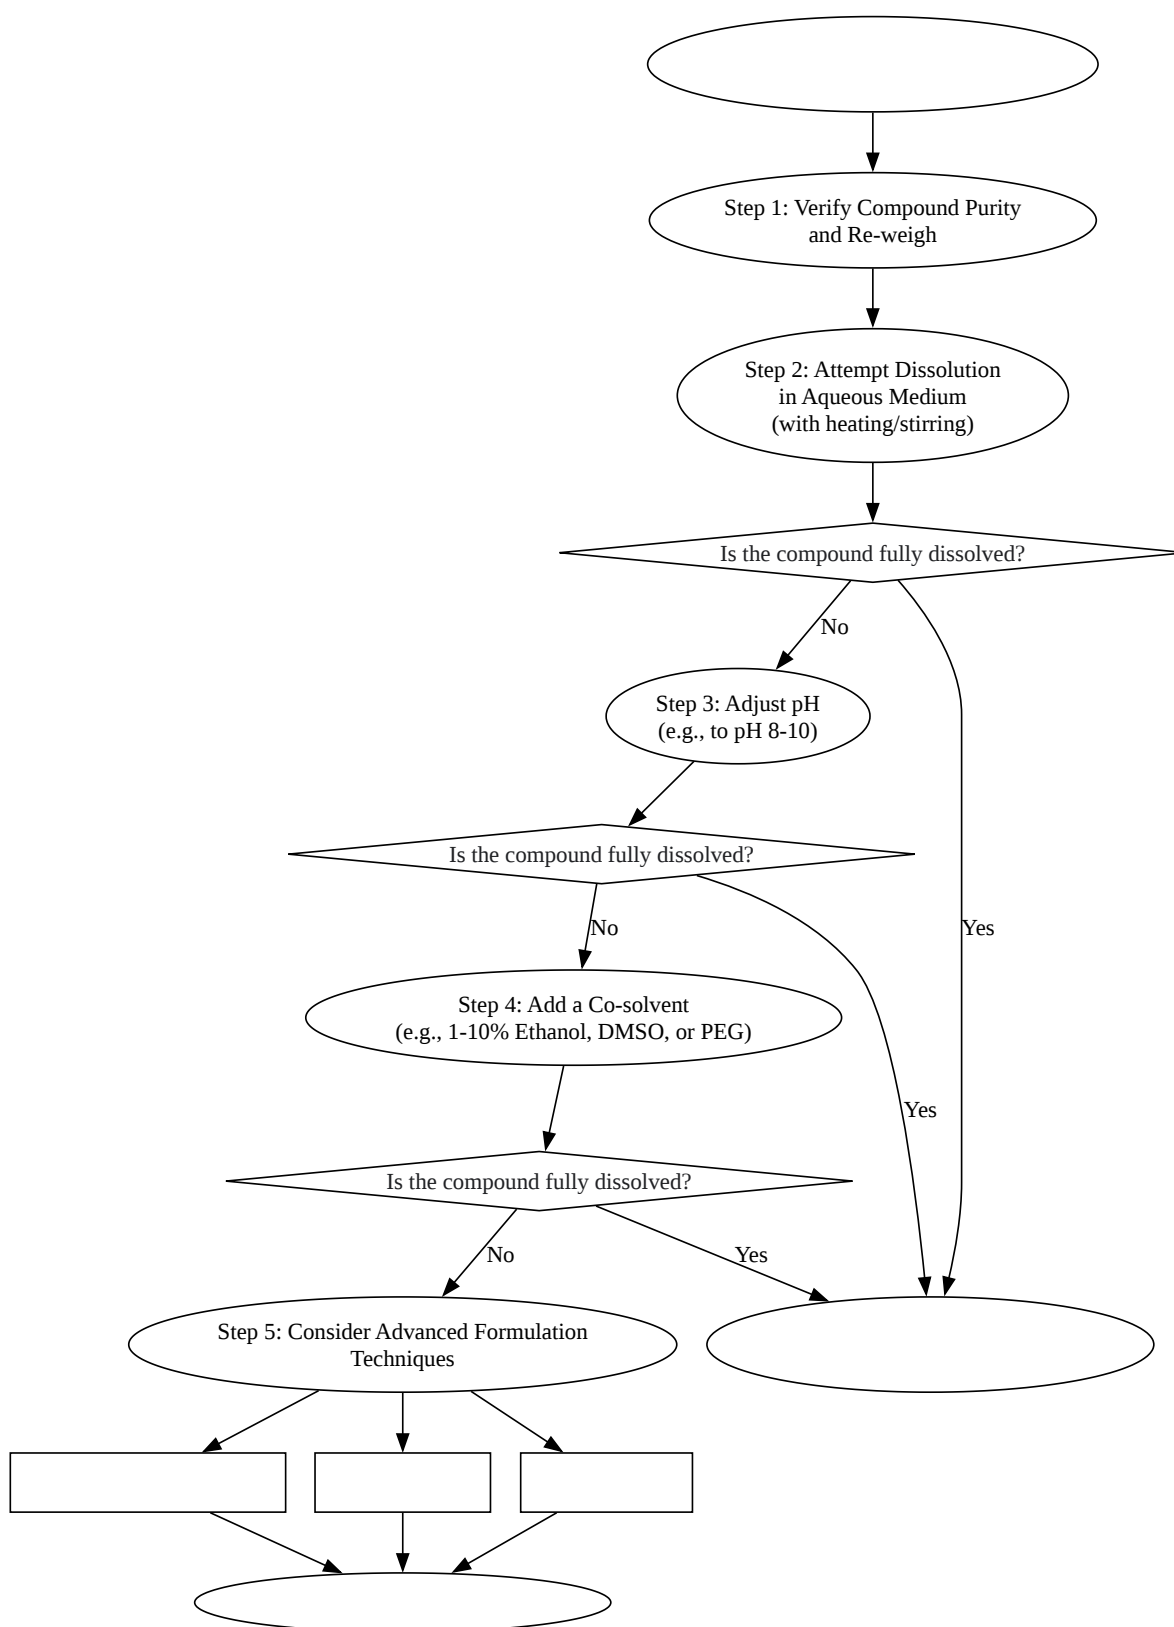 Step 1: Verify Compound Purity
and Re-weigh
Step 2: Attempt Dissolution
in Aqueous Medium
(with heating/stirring)
Is the compound fully dissolved?
No
Step 3: Adjust pH
(e.g., to pH 8-10)
Is the compound fully dissolved?
No
Yes
Step 4: Add a Co-solvent
(e.g., 1-10% Ethanol, DMSO, or PEG)
Yes
Is the compound fully dissolved?
No
Yes
Step 5: Consider Advanced Formulation
Techniques